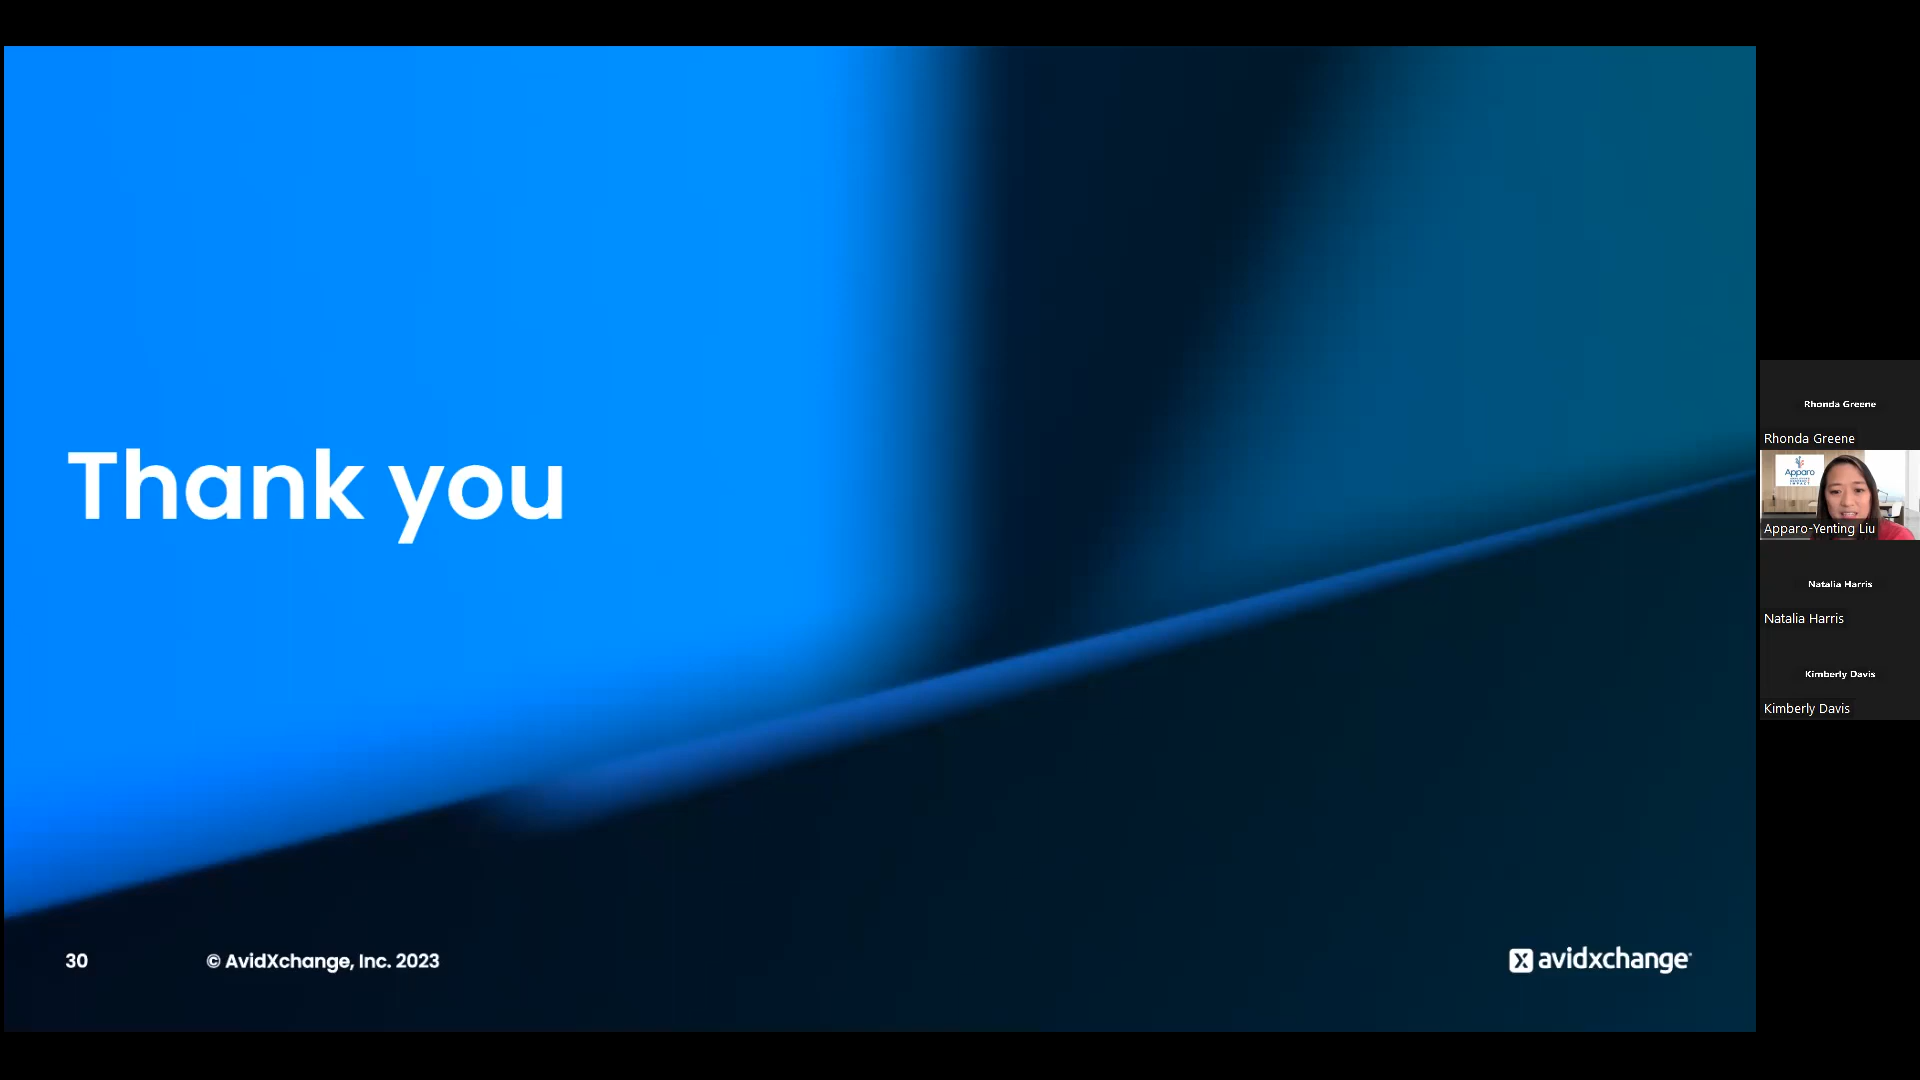 Thank you
30
© AvidXchange, Inc. 2023
avidxchange
Rhonda Greene
Rhonda Greene
Apparo
IMPACT
Apparo-Yenting Liu
Natalia Harris
Natalia Harris
Kimberly Davis
Kimberly Davis